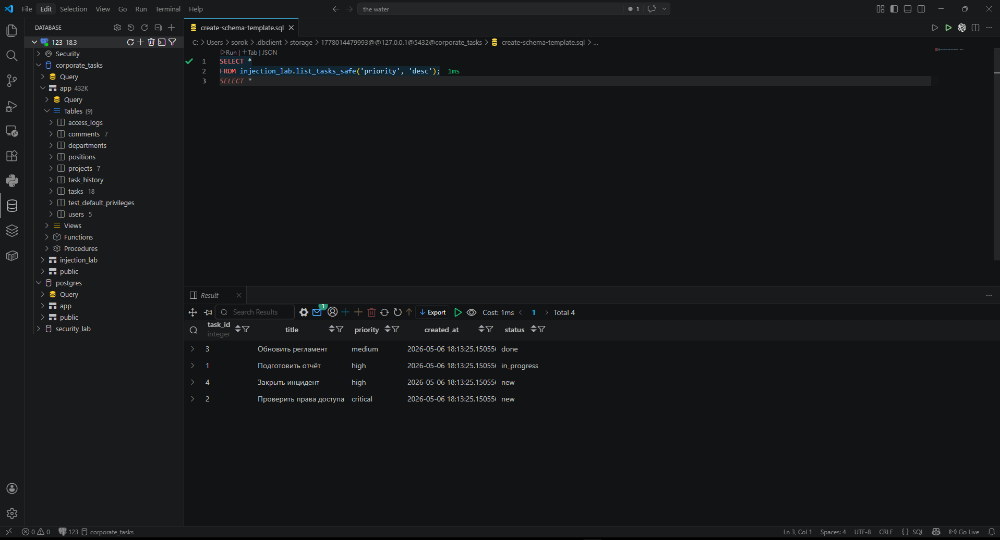 File Edit Selection View Go Run Terminal Help
the water
1
DATABASE
123 18.3
Security
corporate_tasks
Query
app 432K
Query
Tables (9)
access_logs
comments 7
departments
positions
projects 7
task_history
tasks 18
test_default_privileges
users 5
Views
Functions
Procedures
injection_lab
public
postgres
Query
app
public
security_lab
create-schema-template.sql
C: > Users > sorok > .dbclient > storage > 1778014479993@@127.0.0.1@5432@corporate_tasks > create-schema-template.sql > ...
Run | +Tab | JSON
1 SELECT *
2 FROM injection_lab.list_tasks_safe('priority', 'desc'); 1ms
3 SELECT *
Result
Search Results
1
Export
Cost: 1ms < 1 > Total 4
task_id integer title priority created_at status
3 Обновить регламент medium 2026-05-06 18:13:25.15055 done
1 Подготовить отчёт high 2026-05-06 18:13:25.15055 in_progress
4 Закрыть инцидент high 2026-05-06 18:13:25.15055 new
2 Проверить права доступа critical 2026-05-06 18:13:25.15055 new
0 0 123 corporate_tasks
Ln 3, Col 1 Spaces: 4 UTF-8 CRLF { } SQL Go Live